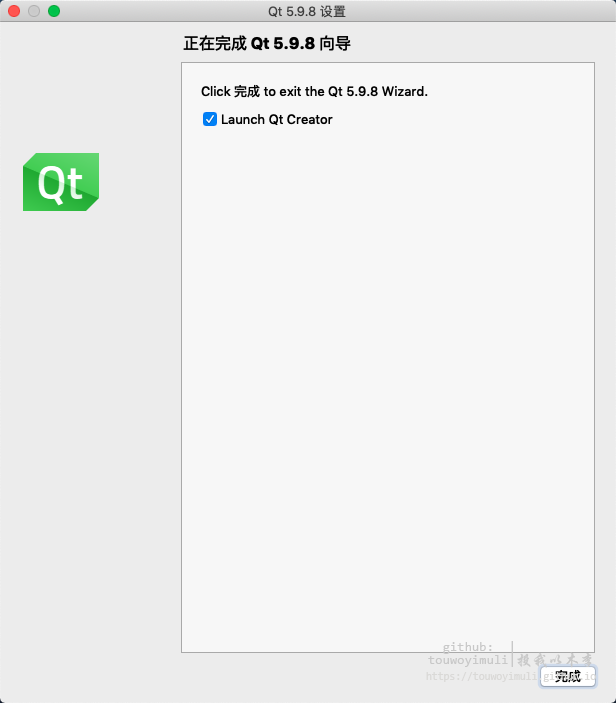 Qt 5.9.8 设置
正在完成 Qt 5.9.8 向导
Click 完成 to exit the Qt 5.9.8 Wizard.
Launch Qt Creator
Qt
github:
touwoyimuli
投我以木李
https://touwoyimuli.github.io
完成